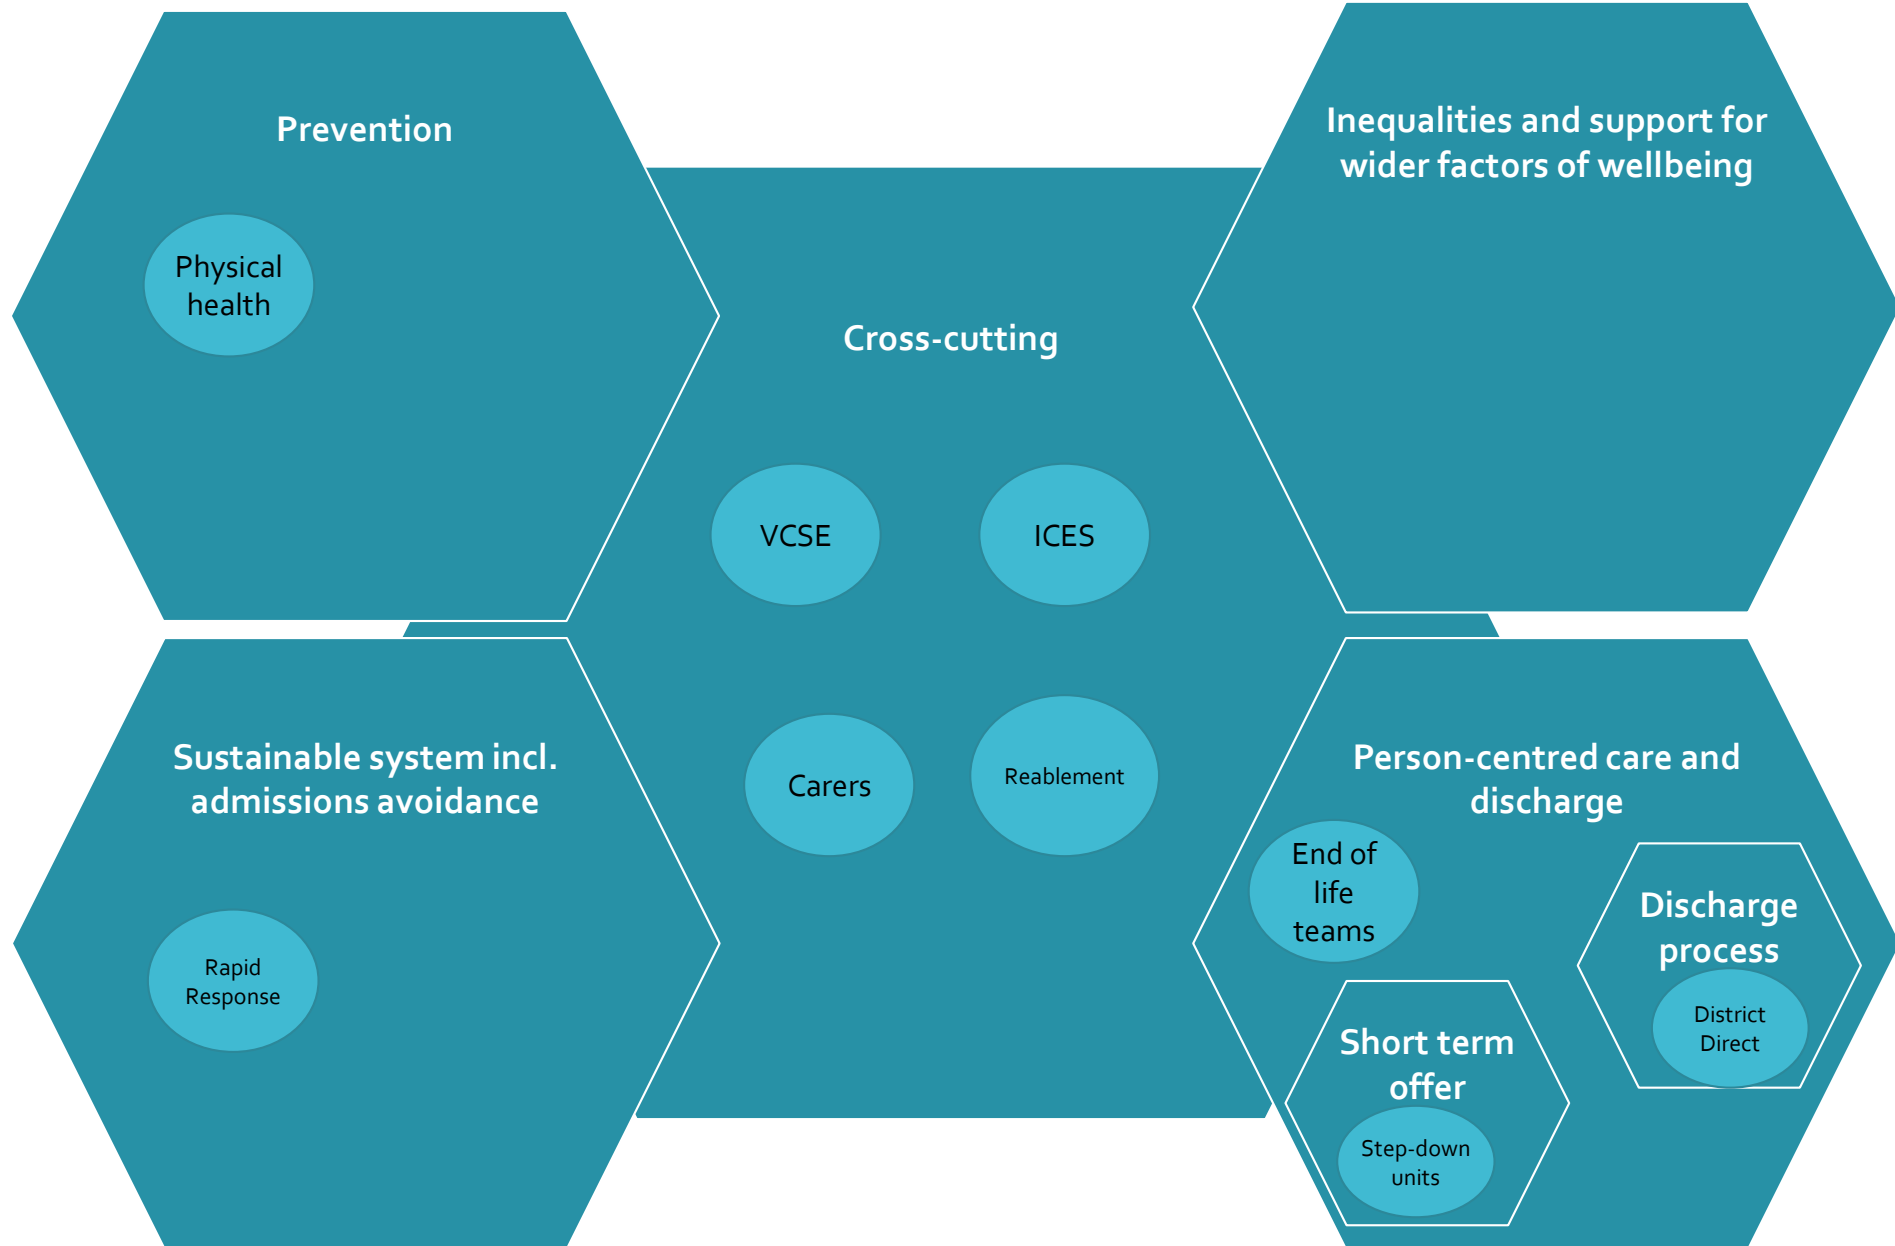 Prevention
Physical
health
Inequalities and support for
wider factors of wellbeing
Cross-cutting
VCSE
ICES
Carers
Reablement
Sustainable system incl.
admissions avoidance
Rapid
Response
Person-centred care and
discharge
End of
life
teams
Discharge
process
District
Direct
Short term
offer
Step-down
units